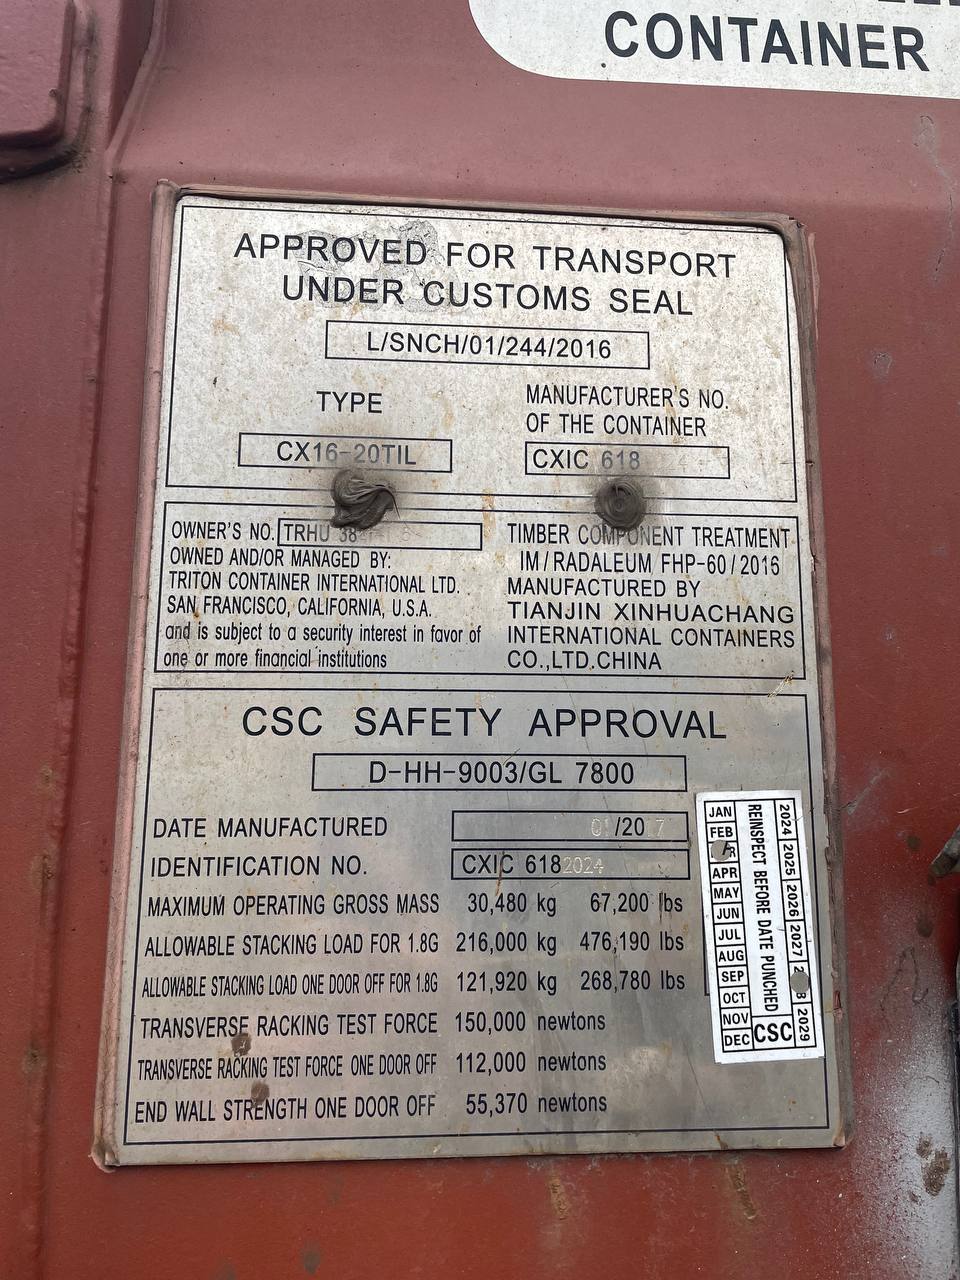 CONTAINER
APPROVED FOR TRANSPORT
UNDER CUSTOMS SEAL
L/SNCH/01/244/2016
TYPE
CX16-20TIL
MANUFACTURER'S NO.
OF THE CONTAINER
CXIC 618
OWNER'S NO. TRHU
OWNED AND/OR MANAGED BY:
TRITON CONTAINER INTERNATIONAL LTD.
SAN FRANCISCO, CALIFORNIA, U.S.A.
and is subject to a security interest in favor of
one or more financial institutions
TIMBER COMPONENT TREATMENT
IM/RADALEUM FHP-60/2016
MANUFACTURED BY
TIANJIN XINHUACHANG
INTERNATIONAL CONTAINERS
CO.,LTD.CHINA
CSC SAFETY APPROVAL
D-HH-9003/GL 7800
DATE MANUFACTURED 01/2017
IDENTIFICATION NO. CXIC 6182024
MAXIMUM OPERATING GROSS MASS 30,480 kg 67,200 lbs
ALLOWABLE STACKING LOAD FOR 1.8G 216,000 kg 476,190 lbs
ALLOWABLE STACKING LOAD ONE DOOR OFF FOR 1.8G 121,920 kg 268,780 lbs
TRANSVERSE RACKING TEST FORCE 150,000 newtons
TRANSVERSE RACKING TEST FORCE ONE DOOR OFF 112,000 newtons
END WALL STRENGTH ONE DOOR OFF 55,370 newtons
JAN
FEB
APR
MAY
JUN
JUL
AUG
SEP
OCT
NOV
DEC
REINSPECT BEFORE DATE PUNCHED
CSC
2024 2025 2026 2027 2029